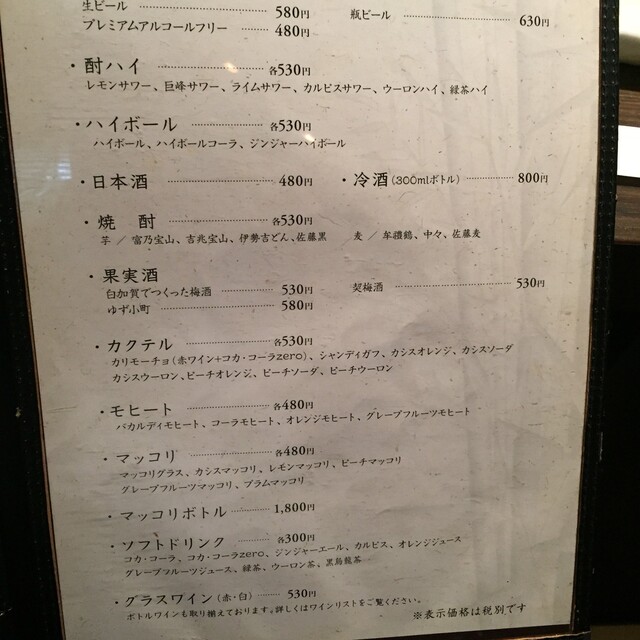 生ビール 580円 瓶ビール 630円
プレミアムアルコールフリー 480円
・酎ハイ 各530円
レモンサワー、巨峰サワー、ライムサワー、カルピスサワー、ウーロンハイ、緑茶ハイ
・ハイボール 各530円
ハイボール、ハイボールコーラ、ジンジャーハイボール
・日本酒 480円 ・冷酒(300mlボトル) 800円
・焼 酎 各530円
芋 / 富乃宝山、吉兆宝山、伊勢吉どん、佐藤黒 麦 / 牟禮鶴、中々、佐藤麦
・果実酒
白加賀でつくった梅酒 530円 契梅酒 530円
ゆず小町 580円
・カクテル 各530円
カリモーチョ(赤ワイン+コカ・コーラzero)、シャンディガフ、カシスオレンジ、カシスソーダ
カシスウーロン、ピーチオレンジ、ピーチソーダ、ピーチウーロン
・モヒート 各480円
バカルディモヒート、コーラモヒート、オレンジモヒート、グレープフルーツモヒート
・マッコリ 各480円
マッコリグラス、カシスマッコリ、レモンマッコリ、ピーチマッコリ
グレープフルーツマッコリ、プラムマッコリ
・マッコリボトル 1,800円
・ソフトドリンク 各300円
コカ・コーラ、コカ・コーラzero、ジンジャーエール、カルピス、オレンジジュース
グレープフルーツジュース、緑茶、ウーロン茶、黒烏龍茶
・グラスワイン(赤・白) 530円
ボトルワインも取り揃えております。詳しくはワインリストをご覧ください。
※表示価格は税別です